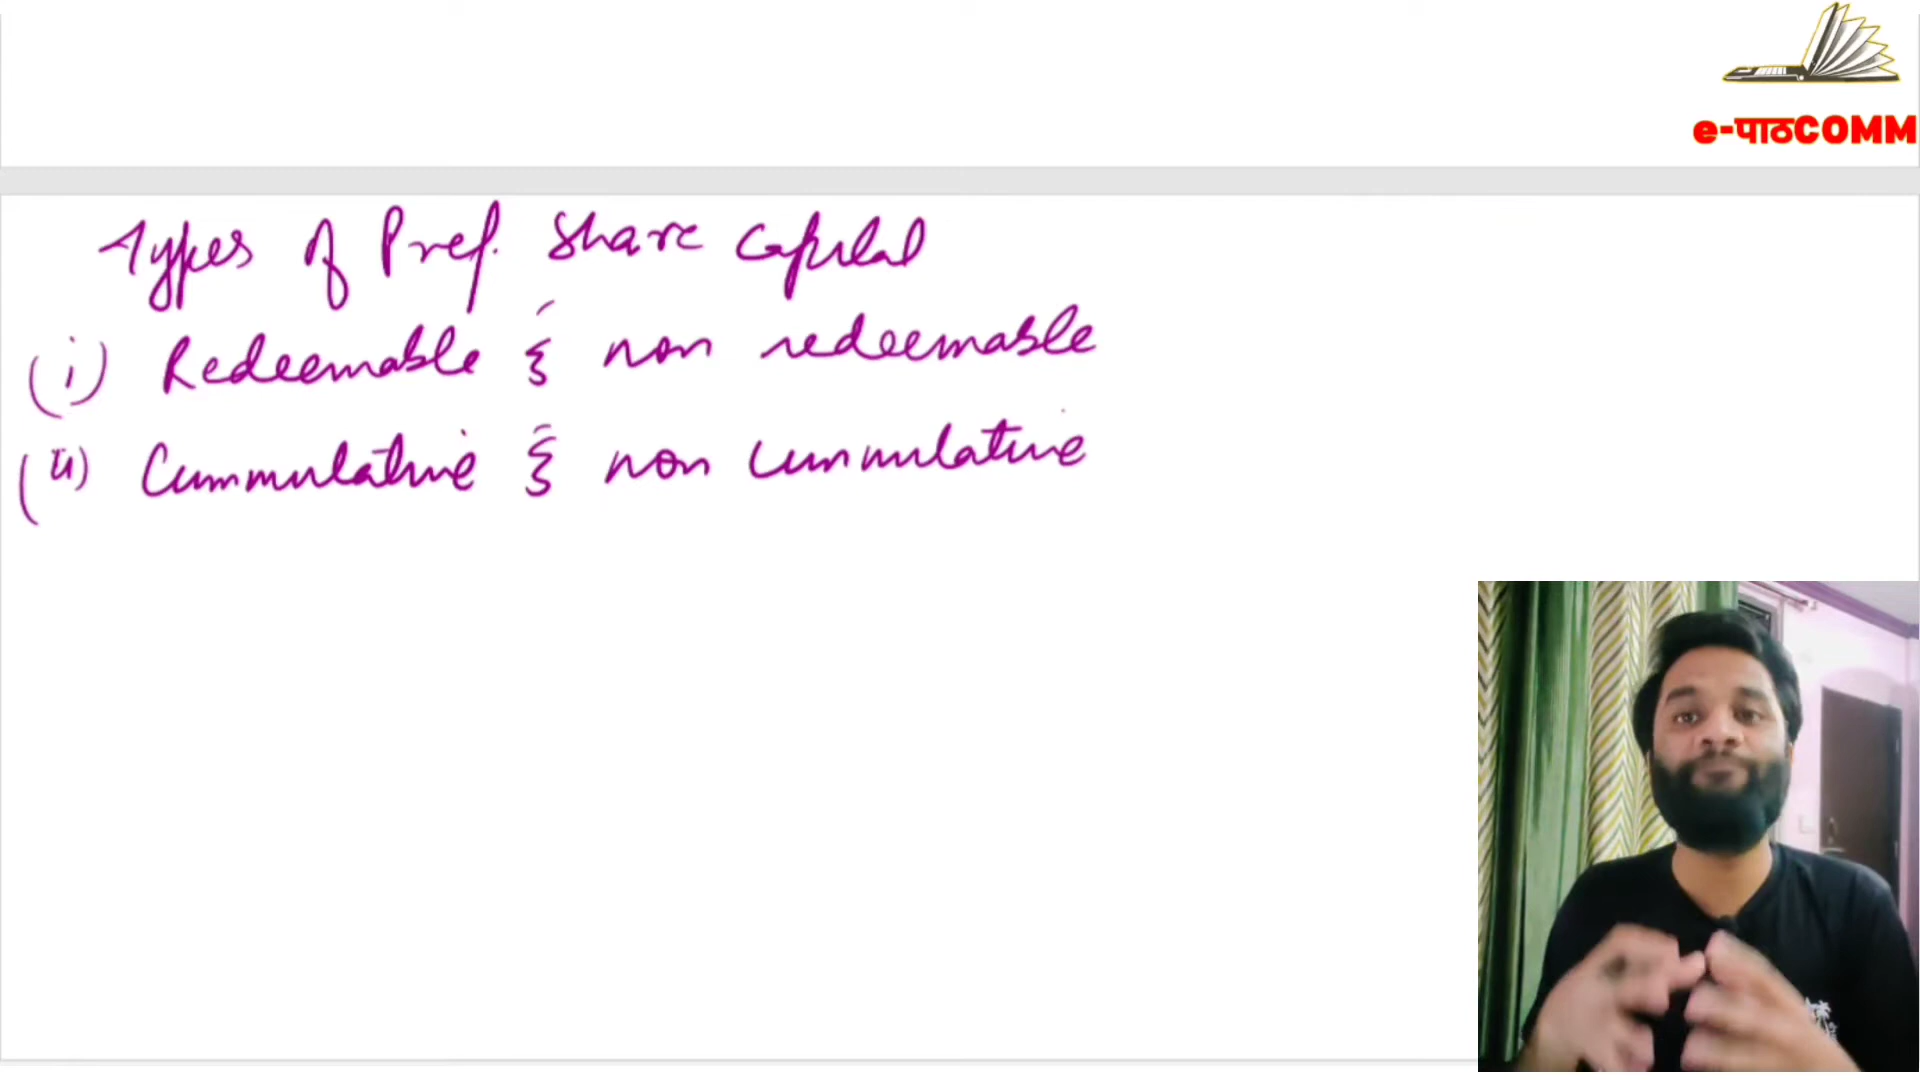 e-पाठCOMM
Types of Pref. Share Capital
(i) Redeemable & non redeemable
(ii) Cummulative & non cummulative